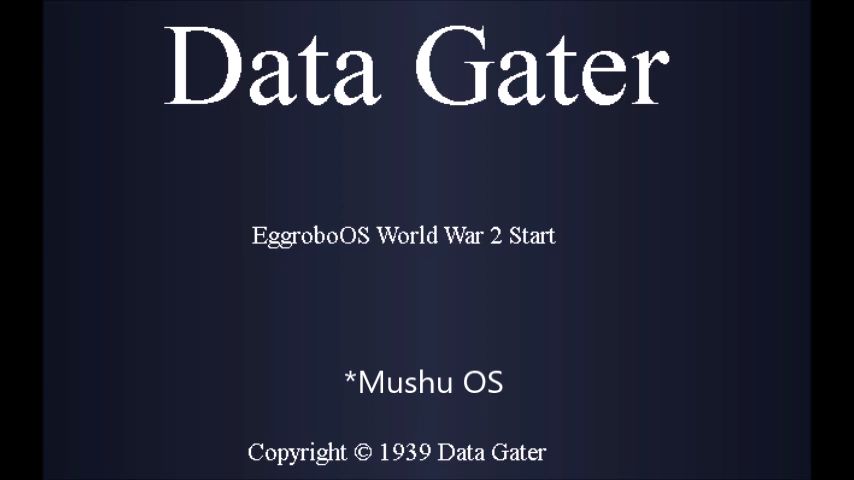 Data Gater
EggroboOS World War 2 Start
*Mushu OS
Copyright © 1939 Data Gater